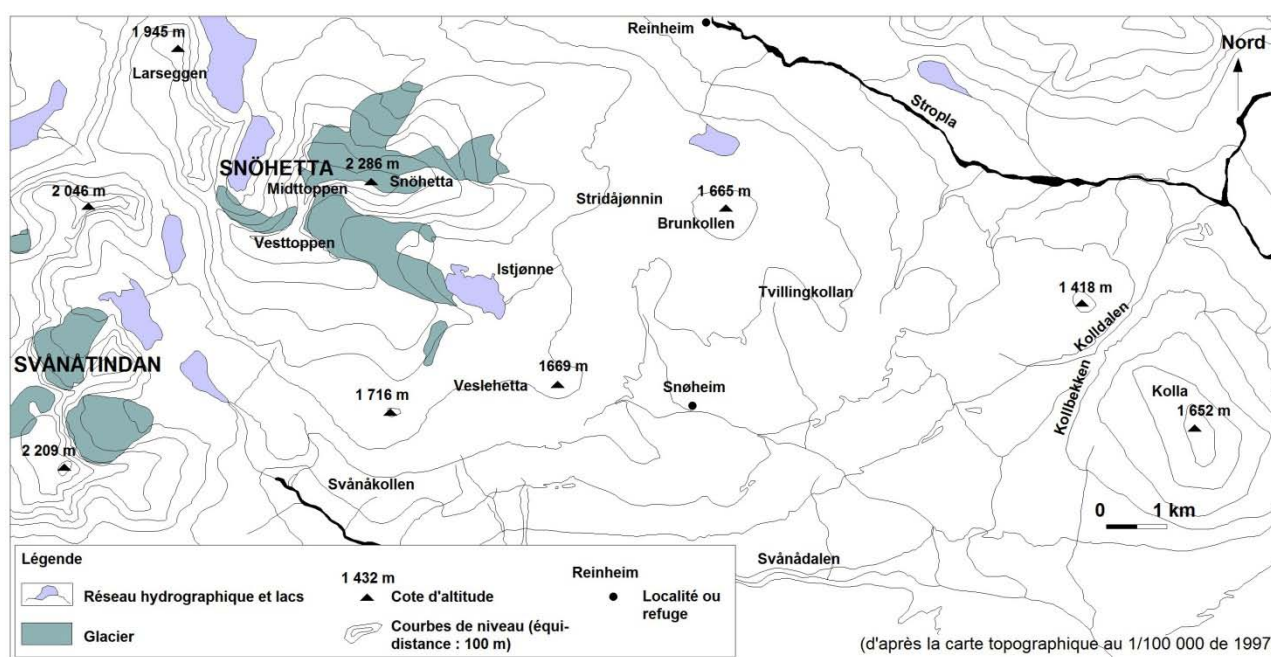 1 945 m
Larseggen
Reinheim
Nord
Stropla
SNÖHETTA
2 286 m
Midttoppen
Snöhetta
2 046 m
Stridåjønnin
1 665 m
Brunkollen
Vesttoppen
Istjønne
Tvillingkollan
1 418 m
Kolldalen
SVÅNÅTINDAN
1669 m
Veslehetta
Snøheim
1 716 m
Kollbekken
Kolla
1 652 m
2 209 m
Svånåkollen
0 1 km
Svånådalen
Légende
Réseau hydrographique et lacs
Glacier
1 432 m
Cote d'altitude
Courbes de niveau (équi-
distance : 100 m)
Reinheim
Localité ou
refuge
(d'après la carte topographique au 1/100 000 de 1997